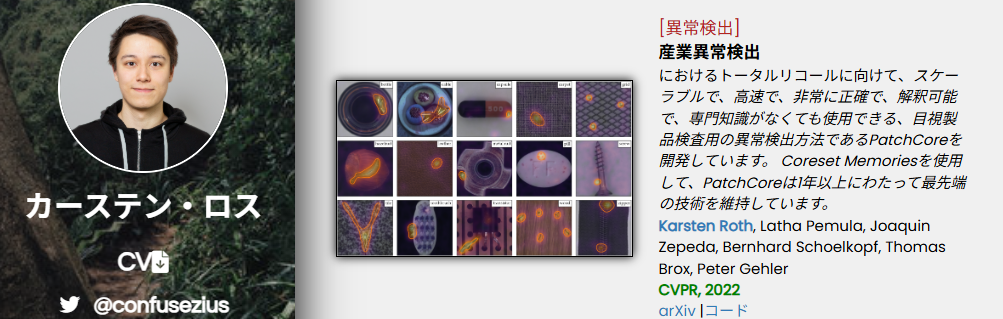 カーステン・ロス
CV
@confusezius
[異常検出]
産業異常検出
におけるトータルリコールに向けて、スケー
ラブルで、高速で、非常に正確で、解釈可能
で、専門知識がなくても使用できる、目視製
品検査用の異常検出方法であるPatchCoreを
開発しています。 Coreset Memoriesを使用
して、PatchCoreは1年以上にわたって最先端
の技術を維持しています。
Karsten Roth, Latha Pemula, Joaquin
Zepeda, Bernhard Schoelkopf, Thomas
Brox, Peter Gehler
CVPR, 2022
arXiv |コード